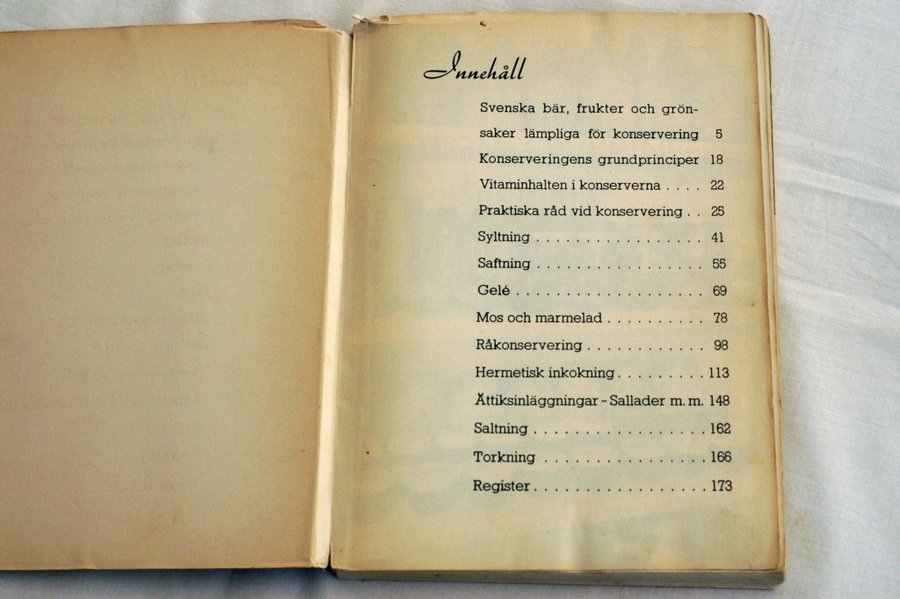 Innehåll
Svenska bär, frukter och grön-
saker lämpliga för konservering 5
Konserveringens grundprinciper 18
Vitaminhalten i konserverna . . . . 22
Praktiska råd vid konservering . . 25
Syltning . . . . . . . . . . . . . . . . . 41
Saftning . . . . . . . . . . . . . . . . . 55
Gelé . . . . . . . . . . . . . . . . . . . 69
Mos och marmelad . . . . . . . . . . 78
Råkonservering . . . . . . . . . . . . 98
Hermetisk inkokning . . . . . . . . . 113
Ättiksinläggningar - Sallader m. m. 148
Saltning . . . . . . . . . . . . . . . . . 162
Torkning . . . . . . . . . . . . . . . . 166
Register . . . . . . . . . . . . . . . . . 173